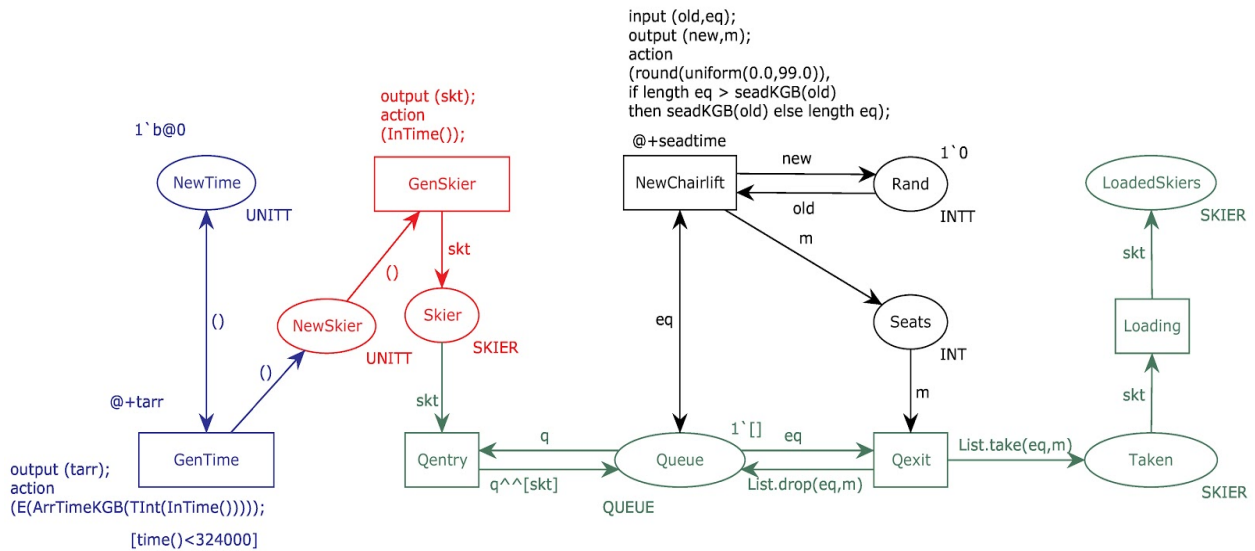 input (old,eq);
output (new,m);
action
(round(uniform(0.0,99.0)),
if length eq > seadKGB(old)
then seadKGB(old) else length eq);
output (skt);
action
(InTime());
1`b@0
@+seadtime
1`0
NewTime
UNITT
GenSkier
NewChairlift
new
old
Rand
INTT
LoadedSkiers
SKIER
skt
()
m
skt
()
NewSkier
UNITT
Skier
SKIER
eq
Seats
INT
Loading
()
@+tarr
skt
m
skt
GenTime
Qentry
q
q^^[skt]
1`[]
Queue
QUEUE
eq
List.drop(eq,m)
Qexit
List.take(eq,m)
Taken
SKIER
output (tarr);
action
(E(ArrTimeKGB(TInt(InTime()))));
[time()<324000]